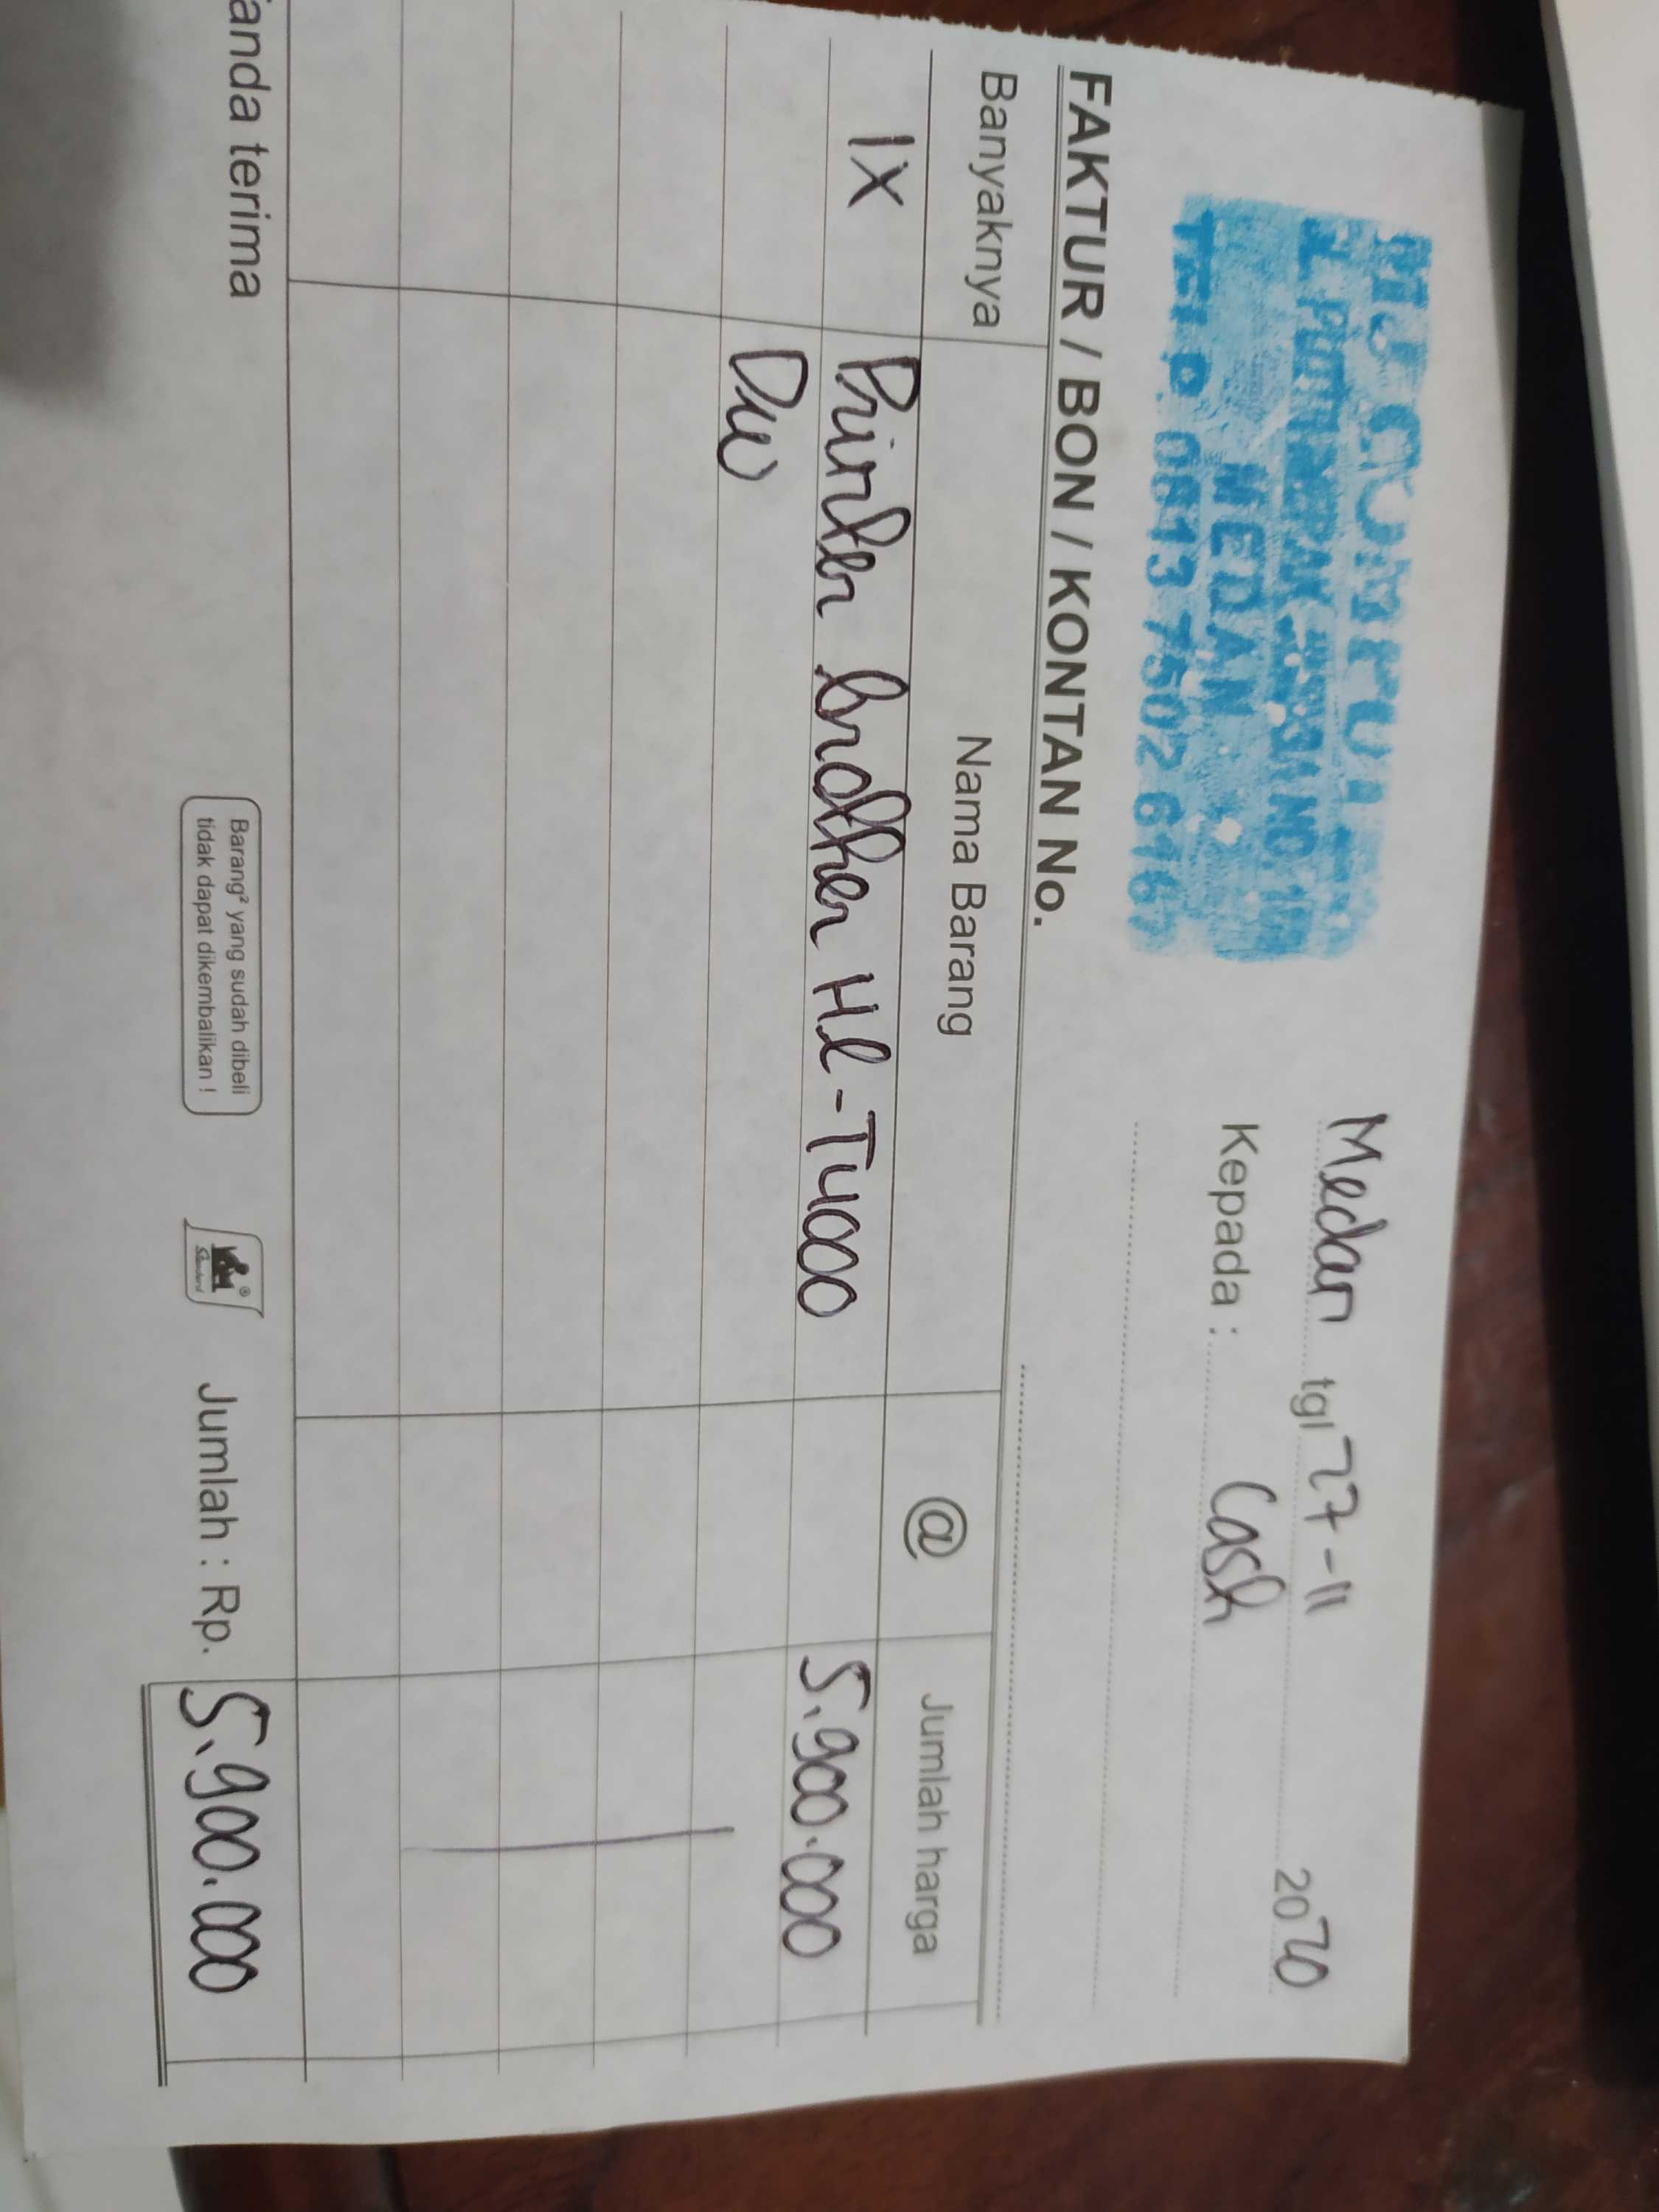 COMPUTER
MEDAN
TELP. 0813 7502 6167
Medan tgl 27-11 2020
Kepada : Cash
FAKTUR / BON / KONTAN No.
Banyaknya Nama Barang @ Jumlah harga
1X Printer brother HL-T4000 5.900.000
DW
anda terima
Barang² yang sudah dibeli
tidak dapat dikembalikan !
Jumlah : Rp. 5.900.000